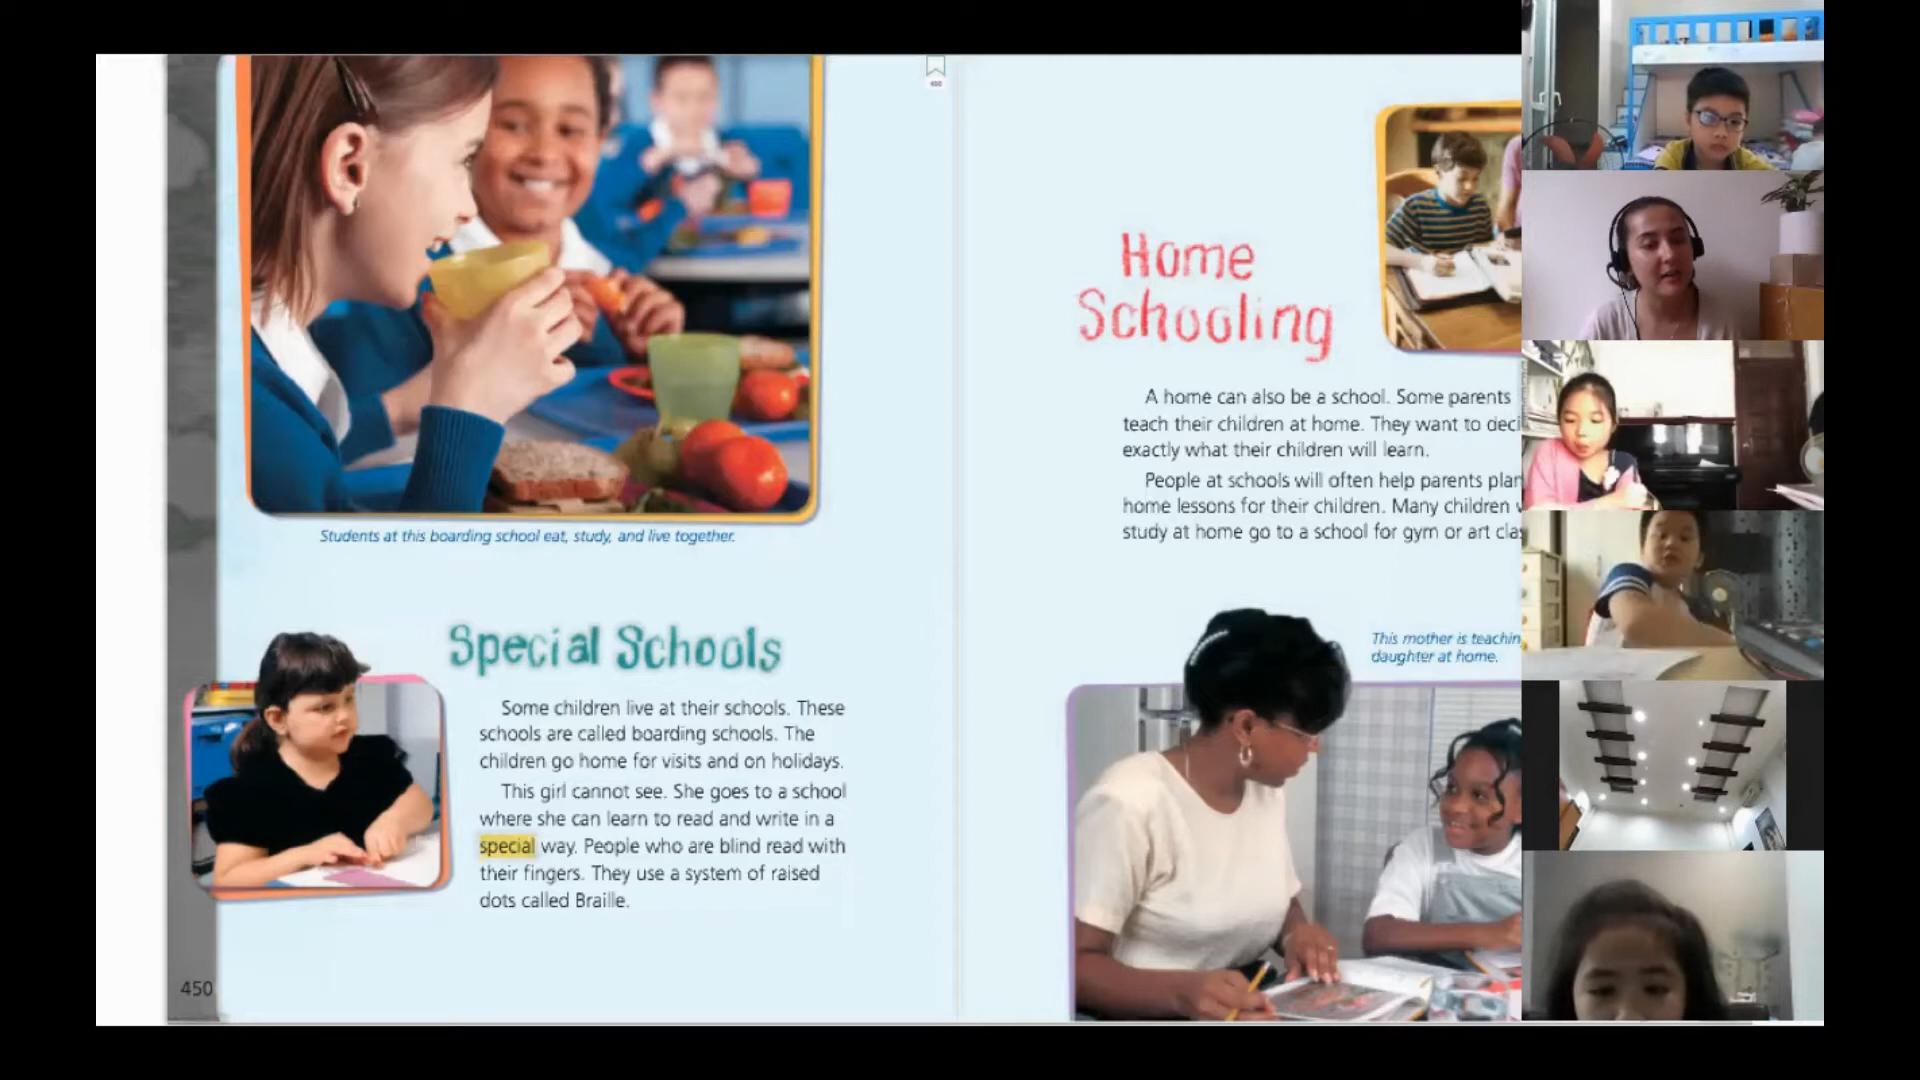 450
Students at this boarding school eat, study, and live together.
Special Schools
Some children live at their schools. These
schools are called boarding schools. The
children go home for visits and on holidays.
This girl cannot see. She goes to a school
where she can learn to read and write in a
special way. People who are blind read with
their fingers. They use a system of raised
dots called Braille.
450
Home
Schooling
A home can also be a school. Some parents
teach their children at home. They want to deci
exactly what their children will learn.
People at schools will often help parents plan
home lessons for their children. Many children
study at home go to a school for gym or art clas
This mother is teachin
daughter at home.